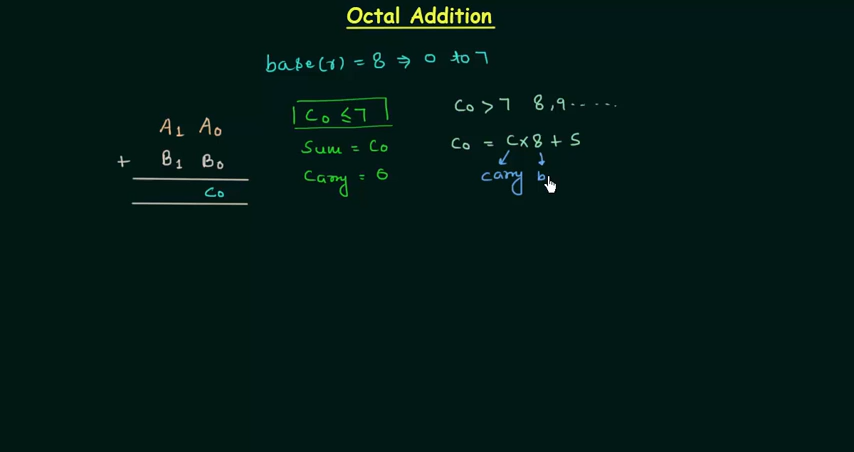 Octal Addition
base(r) = 8 ⇒ 0 to 7
A1 A0
+ B1 B0
C0
C0 ≤ 7
Sum = C0
Carry = 0
C0 > 7 8,9.....
C0 = C×8 + S
carry b